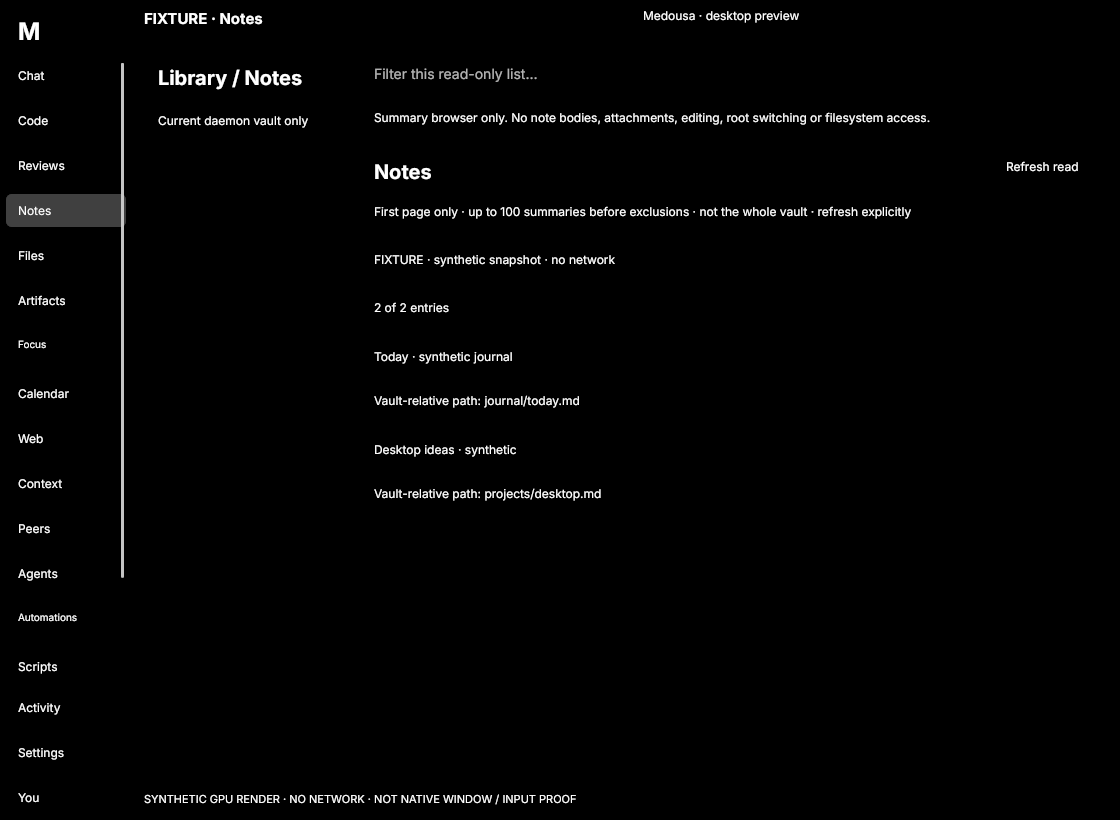 M
FIXTURE · Notes
Medousa · desktop preview
Chat
Code
Reviews
Notes
Files
Artifacts
Focus
Calendar
Web
Context
Peers
Agents
Automations
Scripts
Activity
Settings
You
Library / Notes
Current daemon vault only
Filter this read-only list...
Summary browser only. No note bodies, attachments, editing, root switching or filesystem access.
Notes
Refresh read
First page only · up to 100 summaries before exclusions · not the whole vault · refresh explicitly
FIXTURE · synthetic snapshot · no network
2 of 2 entries
Today · synthetic journal
Vault-relative path: journal/today.md
Desktop ideas · synthetic
Vault-relative path: projects/desktop.md
SYNTHETIC GPU RENDER · NO NETWORK · NOT NATIVE WINDOW / INPUT PROOF